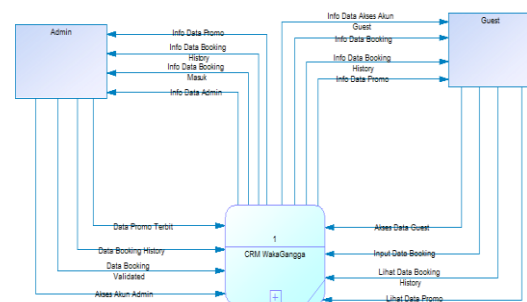 Admin
Guest
Info Data Promo
Info Data Booking
History
Info Data Booking
Masuk
Info Data Admin
Info Data Akses Akun
Guest
Info Data Booking
Info Data Booking
History
Info Data Promo
1
CRM WakaGangga
Data Promo Terbit
Data Booking History
Data Booking
Validated
Akses Akun Admin
Akses Data Guest
Input Data Booking
Lihat Data Booking
History
Lihat Data Promo